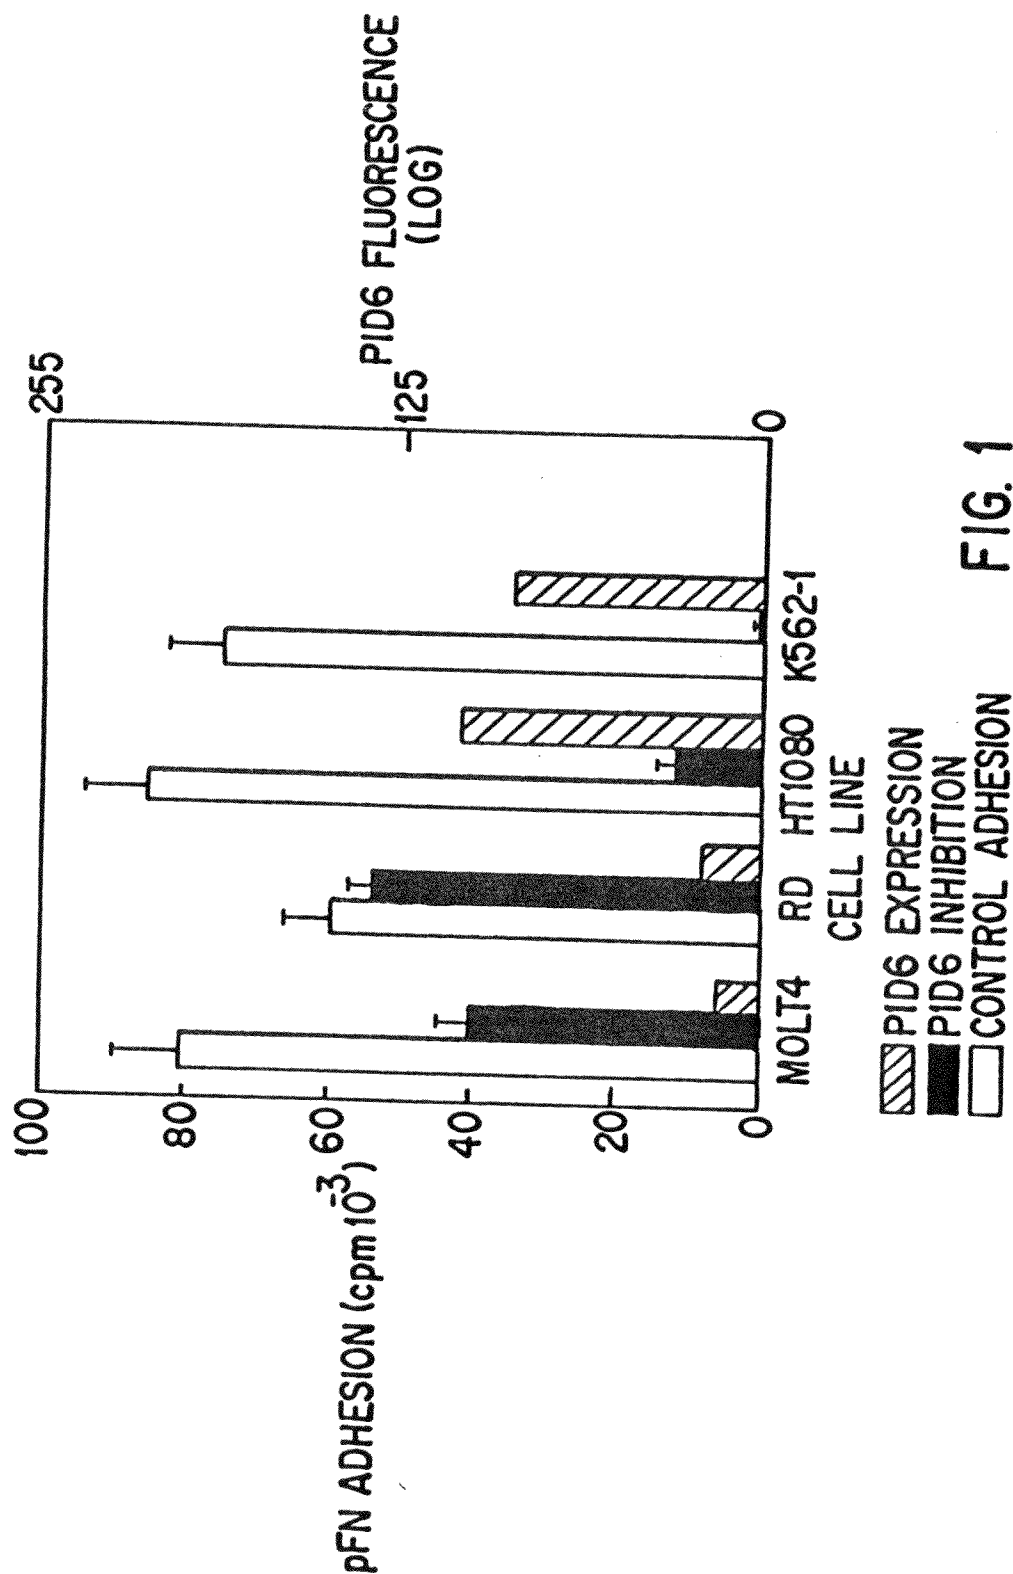 pFN ADHESION (cpm10⁻³)
100
80
60
40
20
0
PID6 FLUORESCENCE
(LOG)
255
125
0
MOLT4 RD HT1080 K562-1
CELL LINE
PID6 EXPRESSION
PID6 INHIBITION
CONTROL ADHESION
FIG. 1